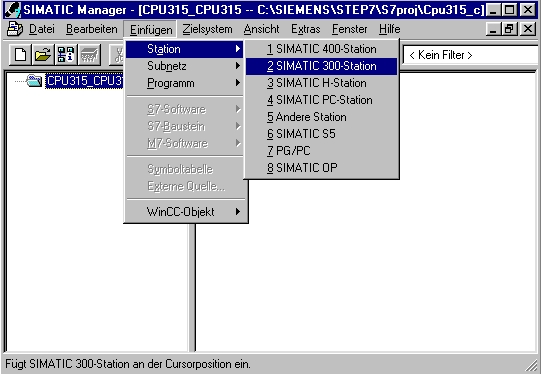 SIMATIC Manager - [CPU315_CPU315 -- C:\SIEMENS\STEP7\S7proj\Cpu315_c]
Datei Bearbeiten Einfügen Zielsystem Ansicht Extras Fenster Hilfe
Station
Subnetz
Programm
S7-Software
S7-Baustein
M7-Software
Symboltabelle
Externe Quelle...
WinCC-Objekt
1 SIMATIC 400-Station
2 SIMATIC 300-Station
3 SIMATIC H-Station
4 SIMATIC PC-Station
5 Andere Station
6 SIMATIC S5
7 PG/PC
8 SIMATIC OP
< Kein Filter >
CPU315_CPU31
Fügt SIMATIC 300-Station an der Cursorposition ein.